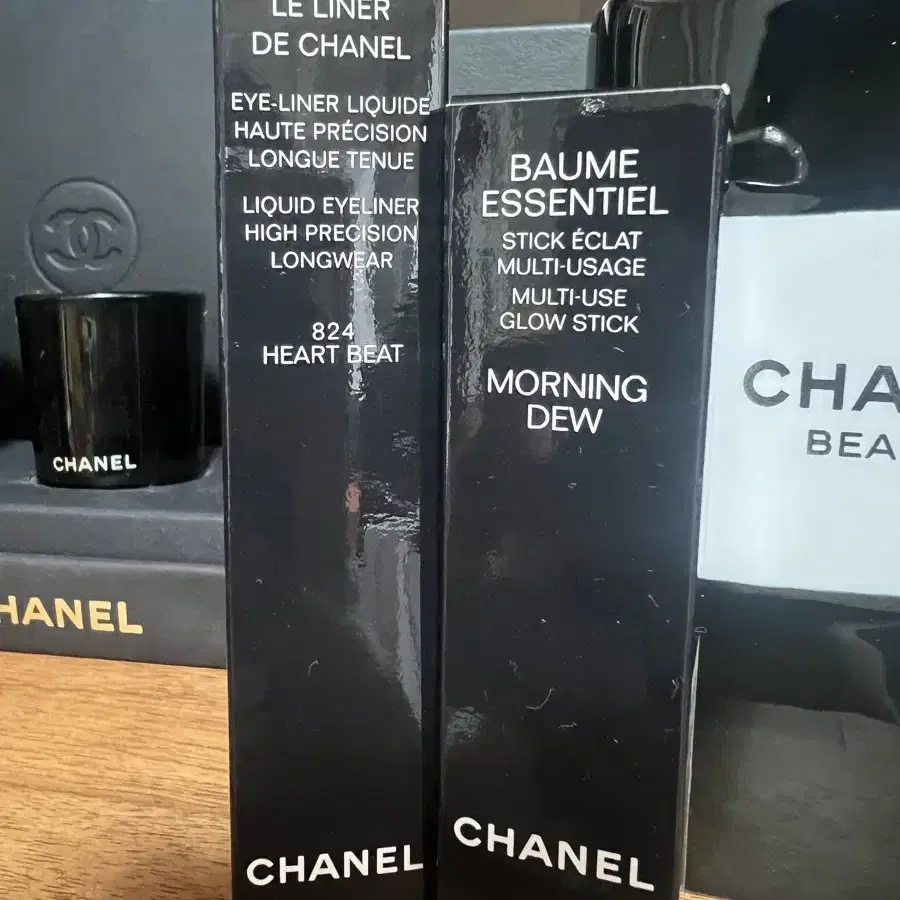 LE LINER
DE CHANEL
EYE-LINER LIQUIDE
HAUTE PRÉCISION
LONGUE TENUE
LIQUID EYELINER
HIGH PRECISION
LONGWEAR
824
HEART BEAT
CHANEL
BAUME
ESSENTIEL
STICK ÉCLAT
MULTI-USAGE
MULTI-USE
GLOW STICK
MORNING
DEW
CHANEL
CHANEL
HANEL
CHA
BEA